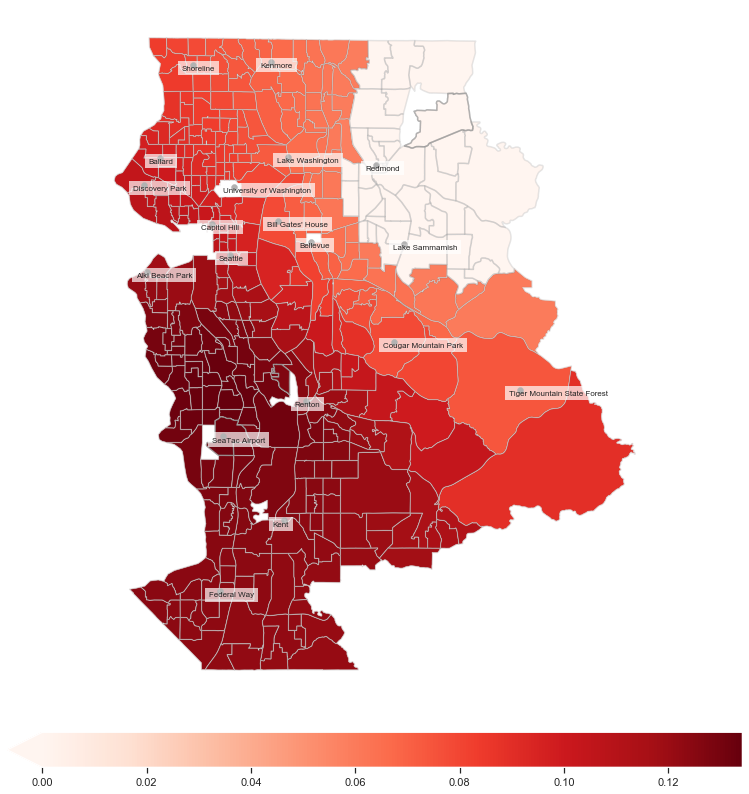 Shoreline
Kenmore
Ballard
Lake Washington
Redmond
Discovery Park
University of Washington
Capitol Hill
Bill Gates' House
Bellevue
Lake Sammamish
Seattle
Alki Beach Park
Cougar Mountain Park
Tiger Mountain State Forest
Renton
SeaTac Airport
Kent
Federal Way
0.00 0.02 0.04 0.06 0.08 0.10 0.12